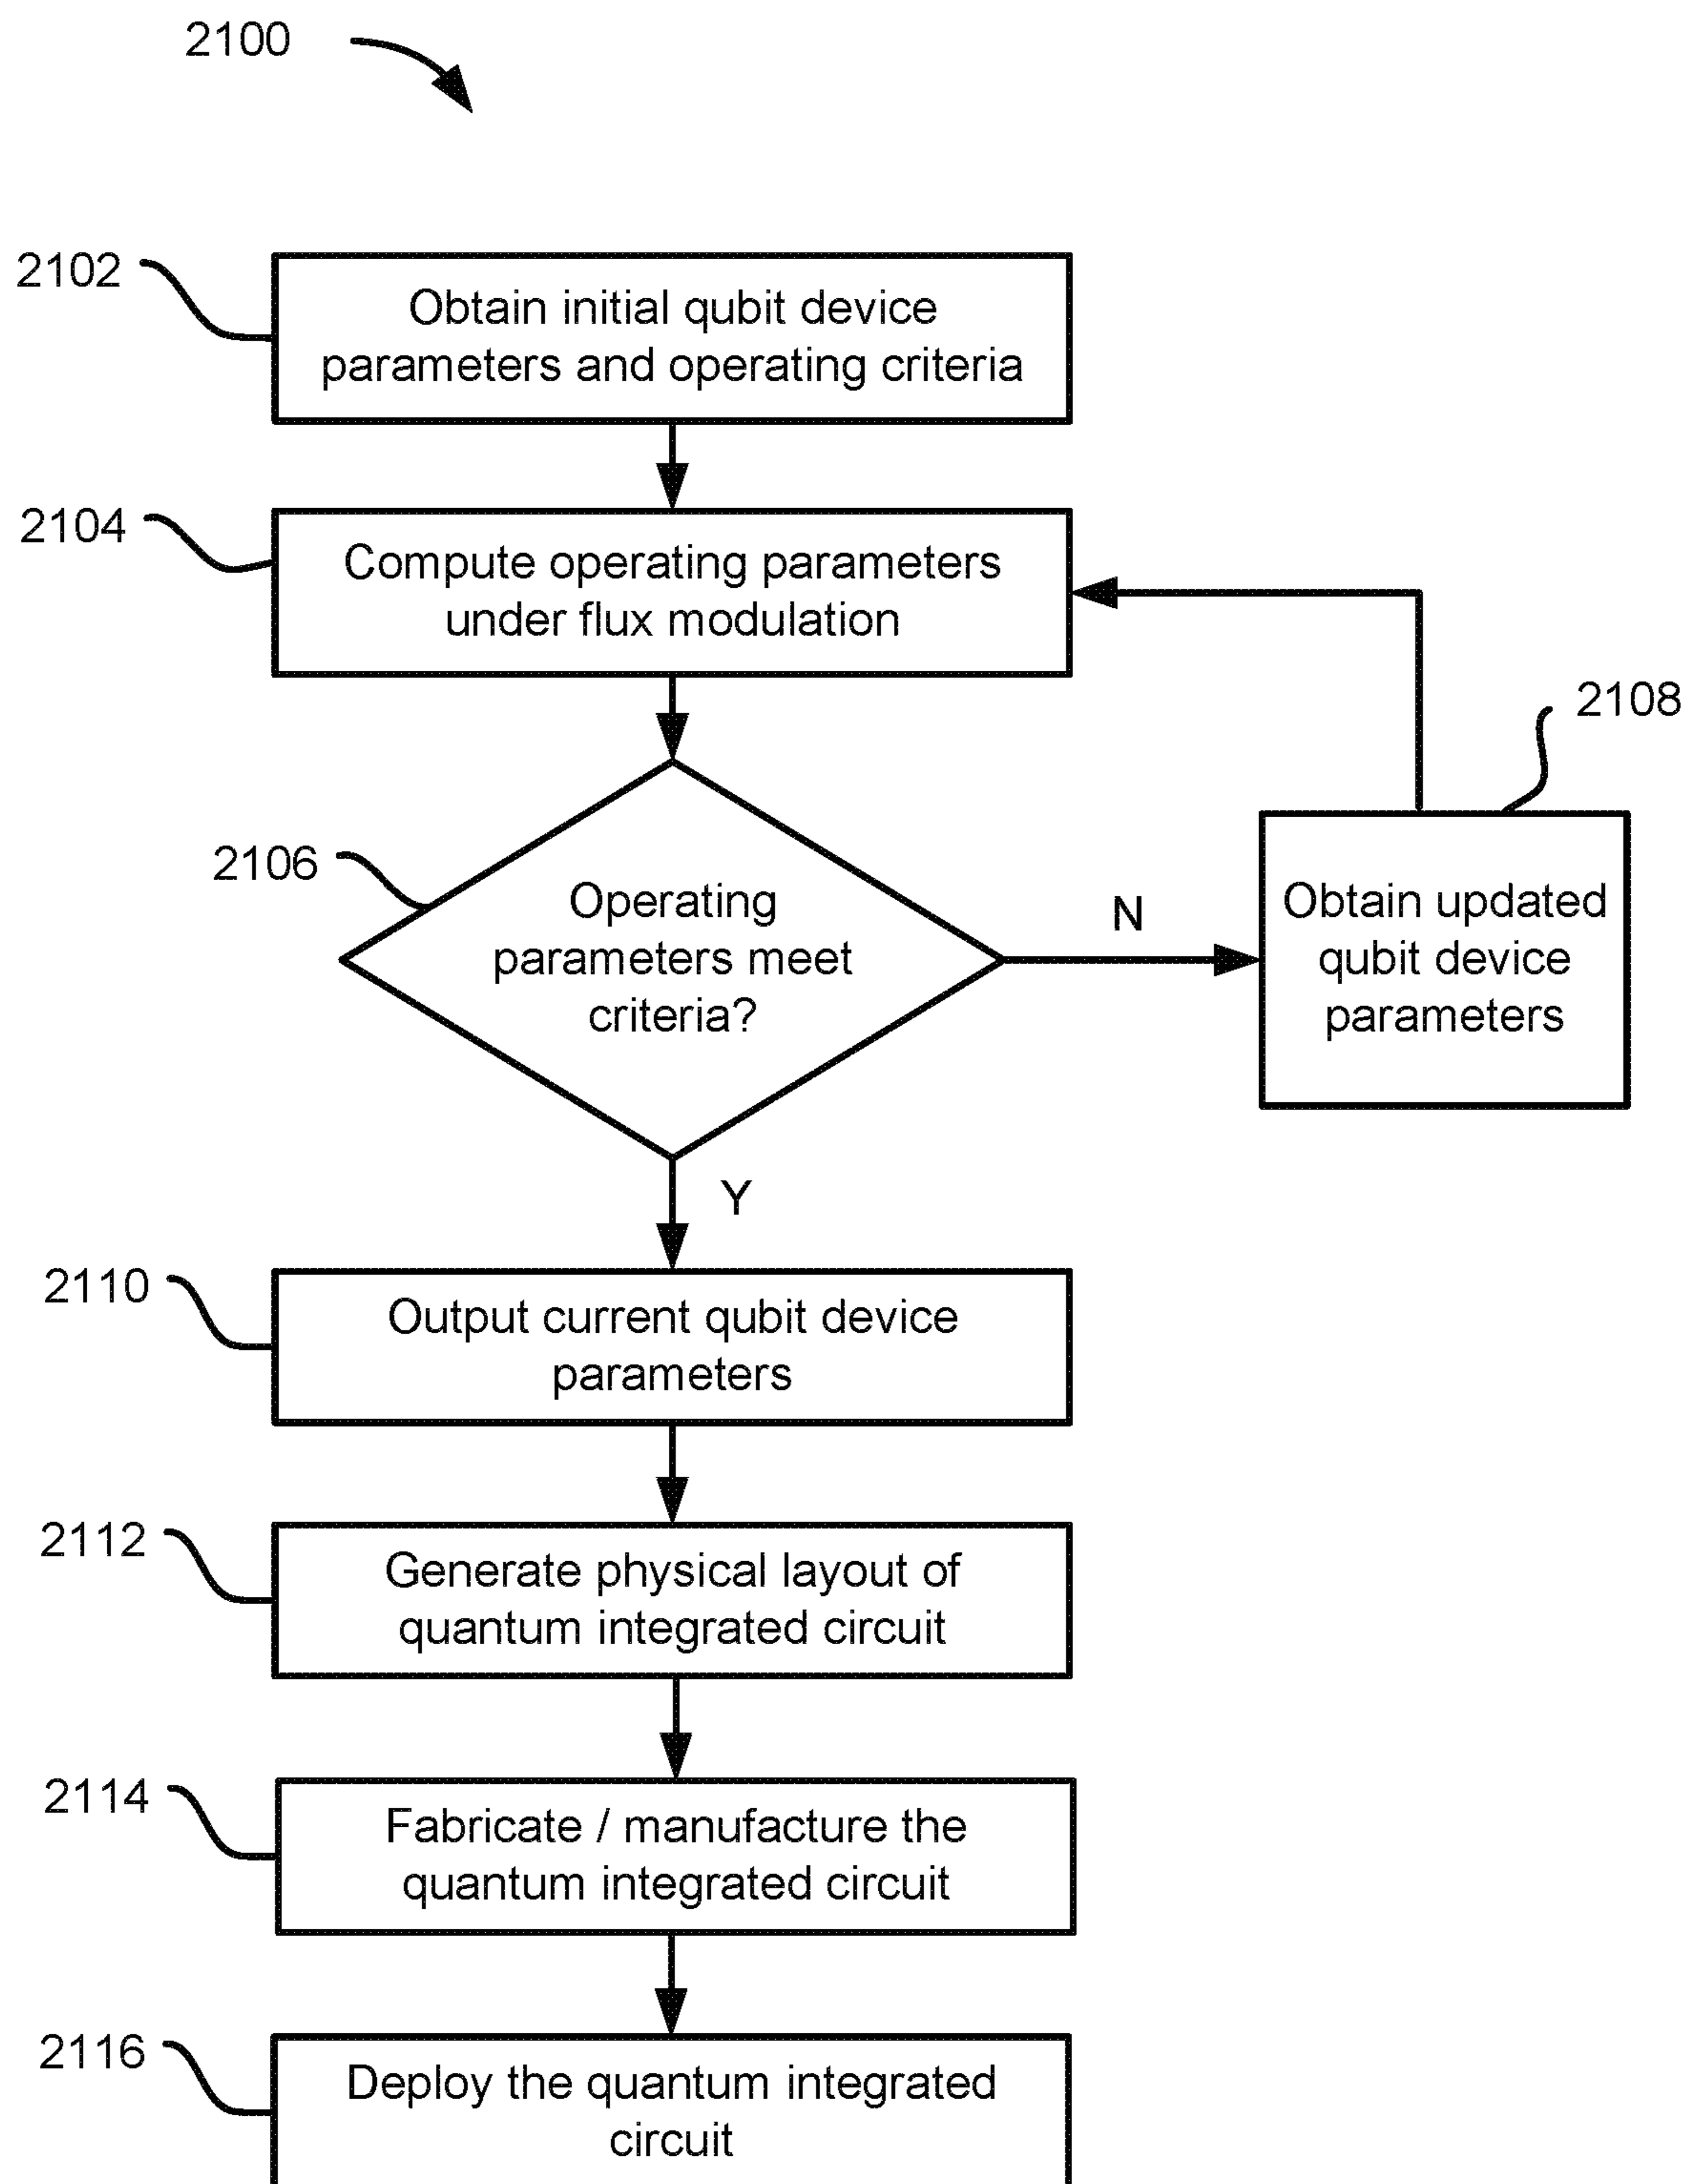 2100
2102
Obtain initial qubit device
parameters and operating criteria
2104
Compute operating parameters
under flux modulation
2108
2106
Operating
parameters meet
criteria?
N
Obtain updated
qubit device
parameters
Y
2110
Output current qubit device
parameters
2112
Generate physical layout of
quantum integrated circuit
2114
Fabricate / manufacture the
quantum integrated circuit
2116
Deploy the quantum integrated
circuit